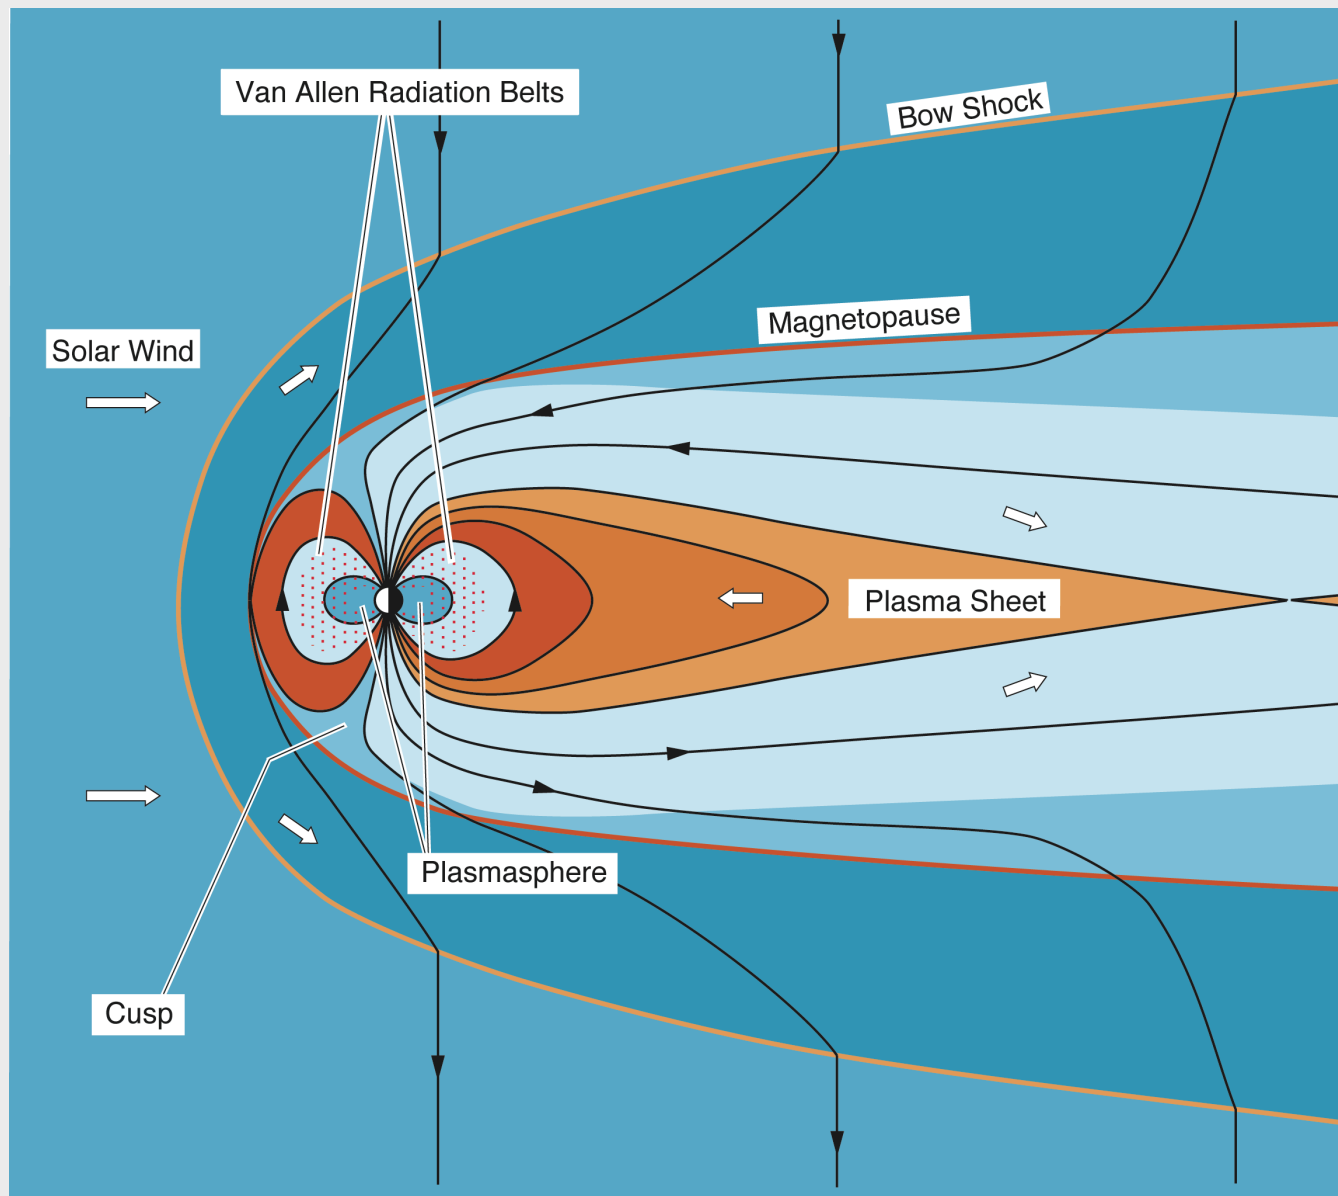 Van Allen Radiation Belts
Bow Shock
Magnetopause
Solar Wind
Plasma Sheet
Plasmasphere
Cusp